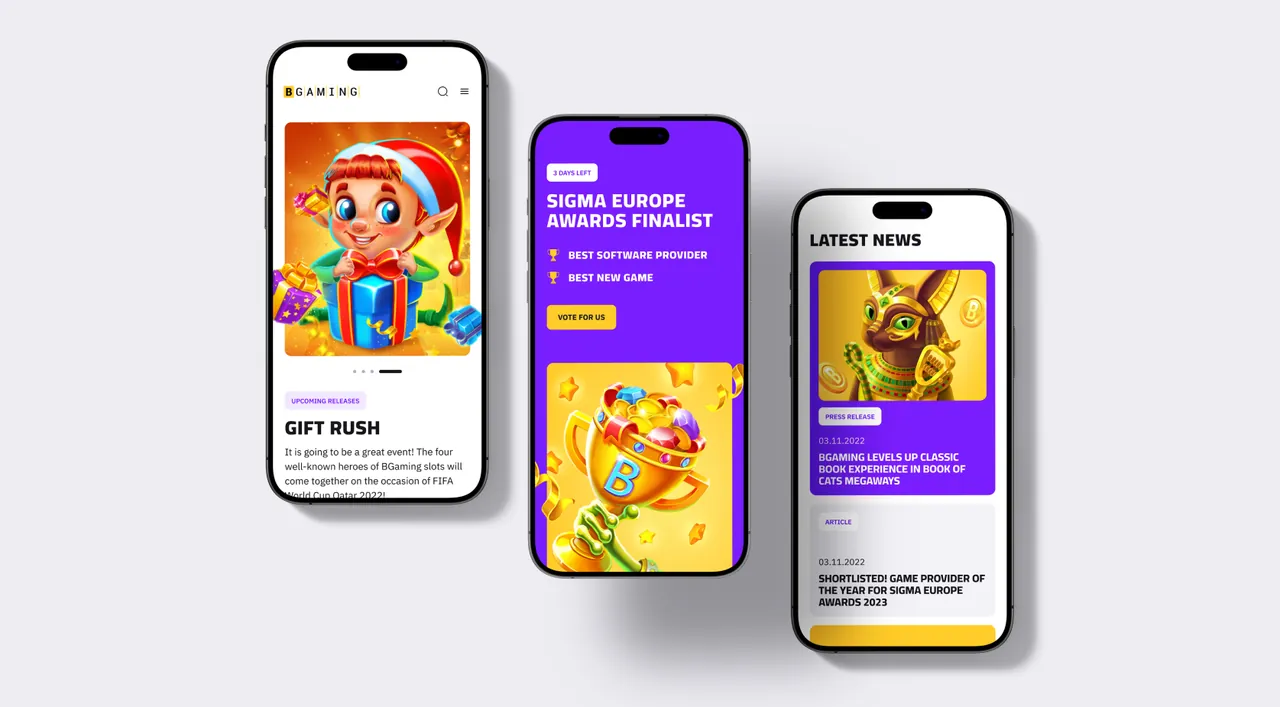 BGAMING
UPCOMING RELEASES
GIFT RUSH
It is going to be a great event! The four
well-known heroes of BGaming slots will
come together on the occasion of FIFA
World Cup Qatar 2022!
3 DAYS LEFT
SIGMA EUROPE
AWARDS FINALIST
BEST SOFTWARE PROVIDER
BEST NEW GAME
VOTE FOR US
B
LATEST NEWS
B
B
PRESS RELEASE
03.11.2022
BGAMING LEVELS UP CLASSIC
BOOK EXPERIENCE IN BOOK OF
CATS MEGAWAYS
ARTICLE
03.11.2022
SHORTLISTED! GAME PROVIDER OF
THE YEAR FOR SIGMA EUROPE
AWARDS 2023